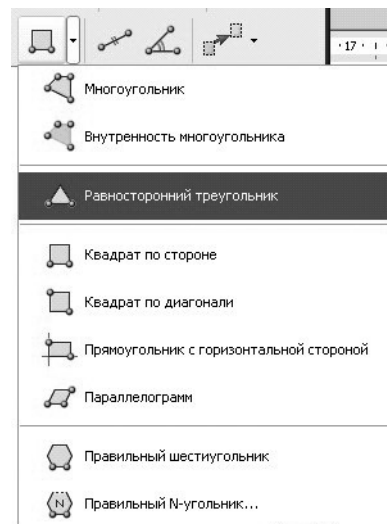 ·17·
Многоугольник
Внутренность многоугольника
Равносторонний треугольник
Квадрат по стороне
Квадрат по диагонали
Прямоугольник с горизонтальной стороной
Параллелограмм
Правильный шестиугольник
N
Правильный N-угольник...